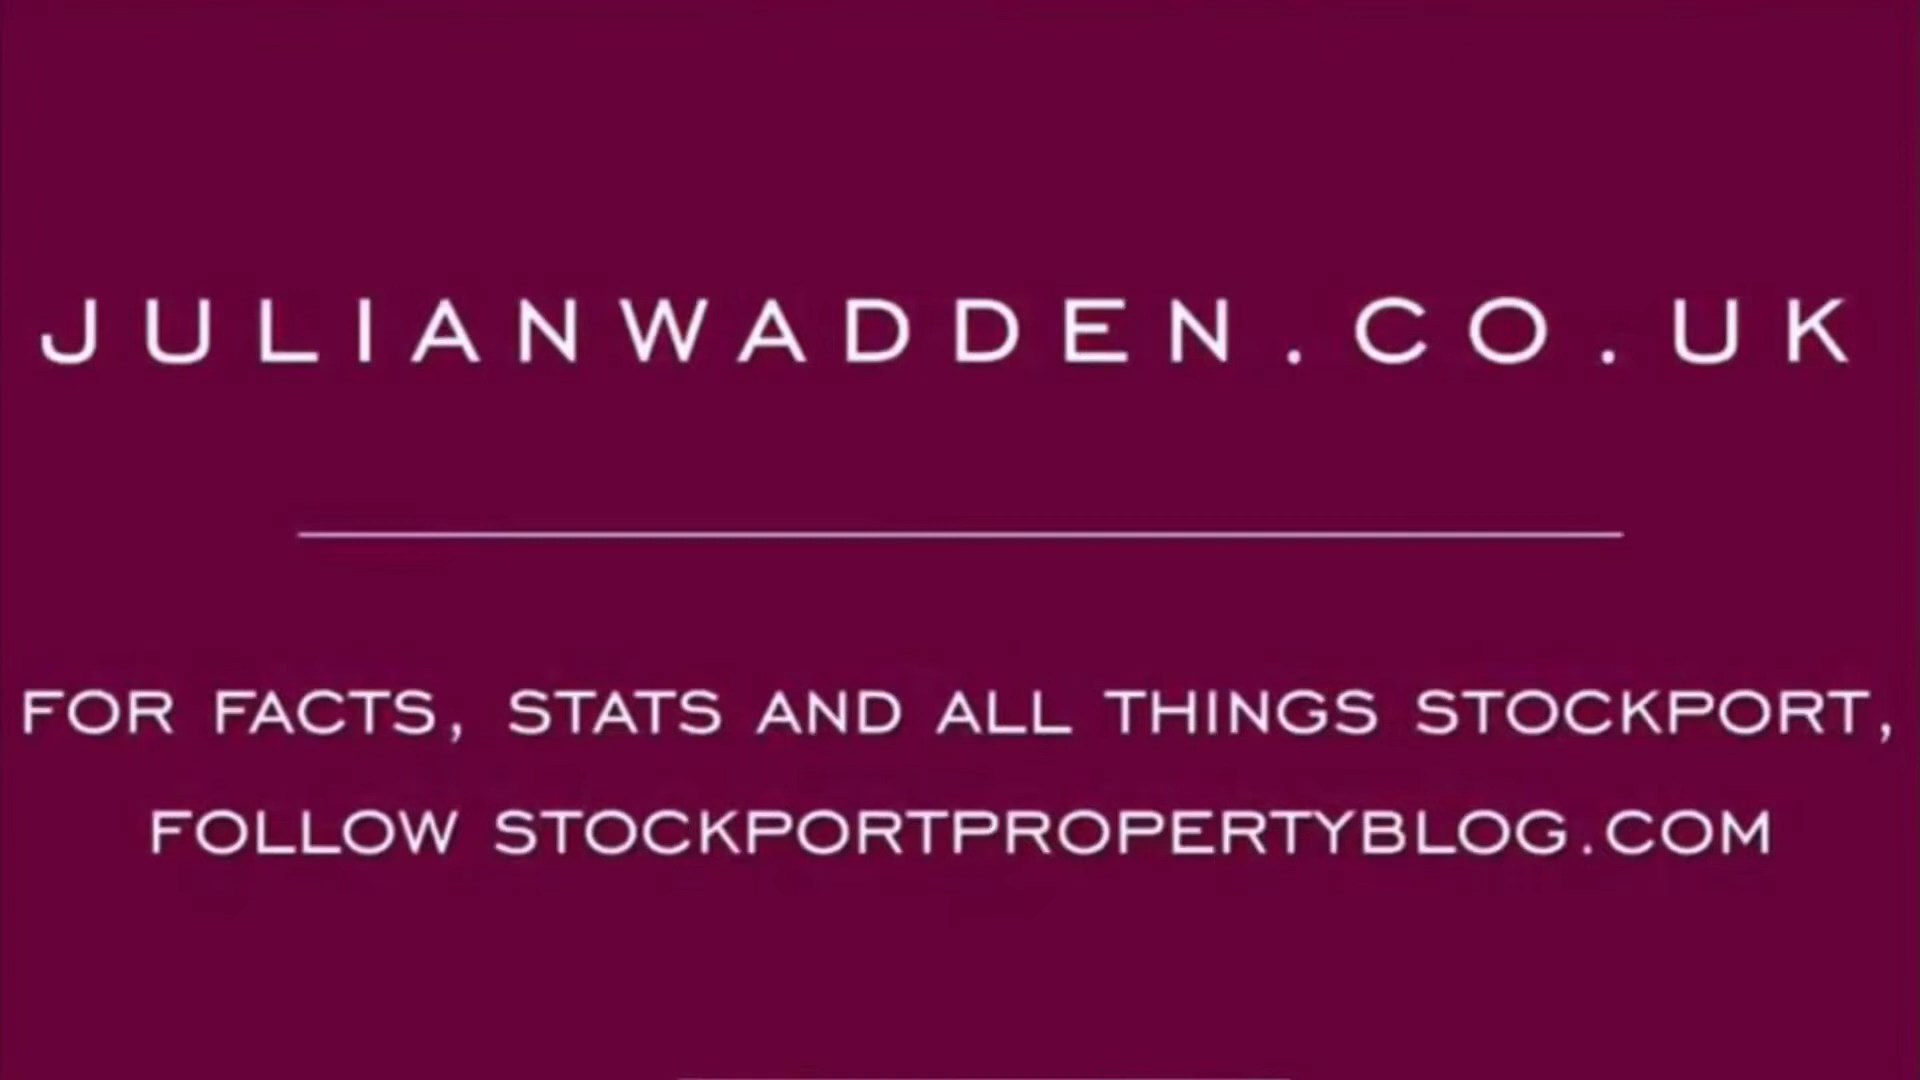 JULIANWADDEN.CO.UK
FOR FACTS, STATS AND ALL THINGS STOCKPORT,
FOLLOW STOCKPORTPROPERTYBLOG.COM